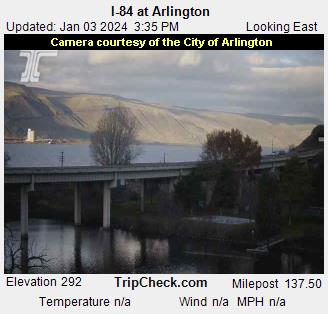 I-84 at Arlington
Updated: Jan 03 2024 3:35 PM Looking East
Camera courtesy of the City of Arlington
Elevation 292 TripCheck.com Milepost 137.50
Temperature n/a Wind n/a MPH n/a